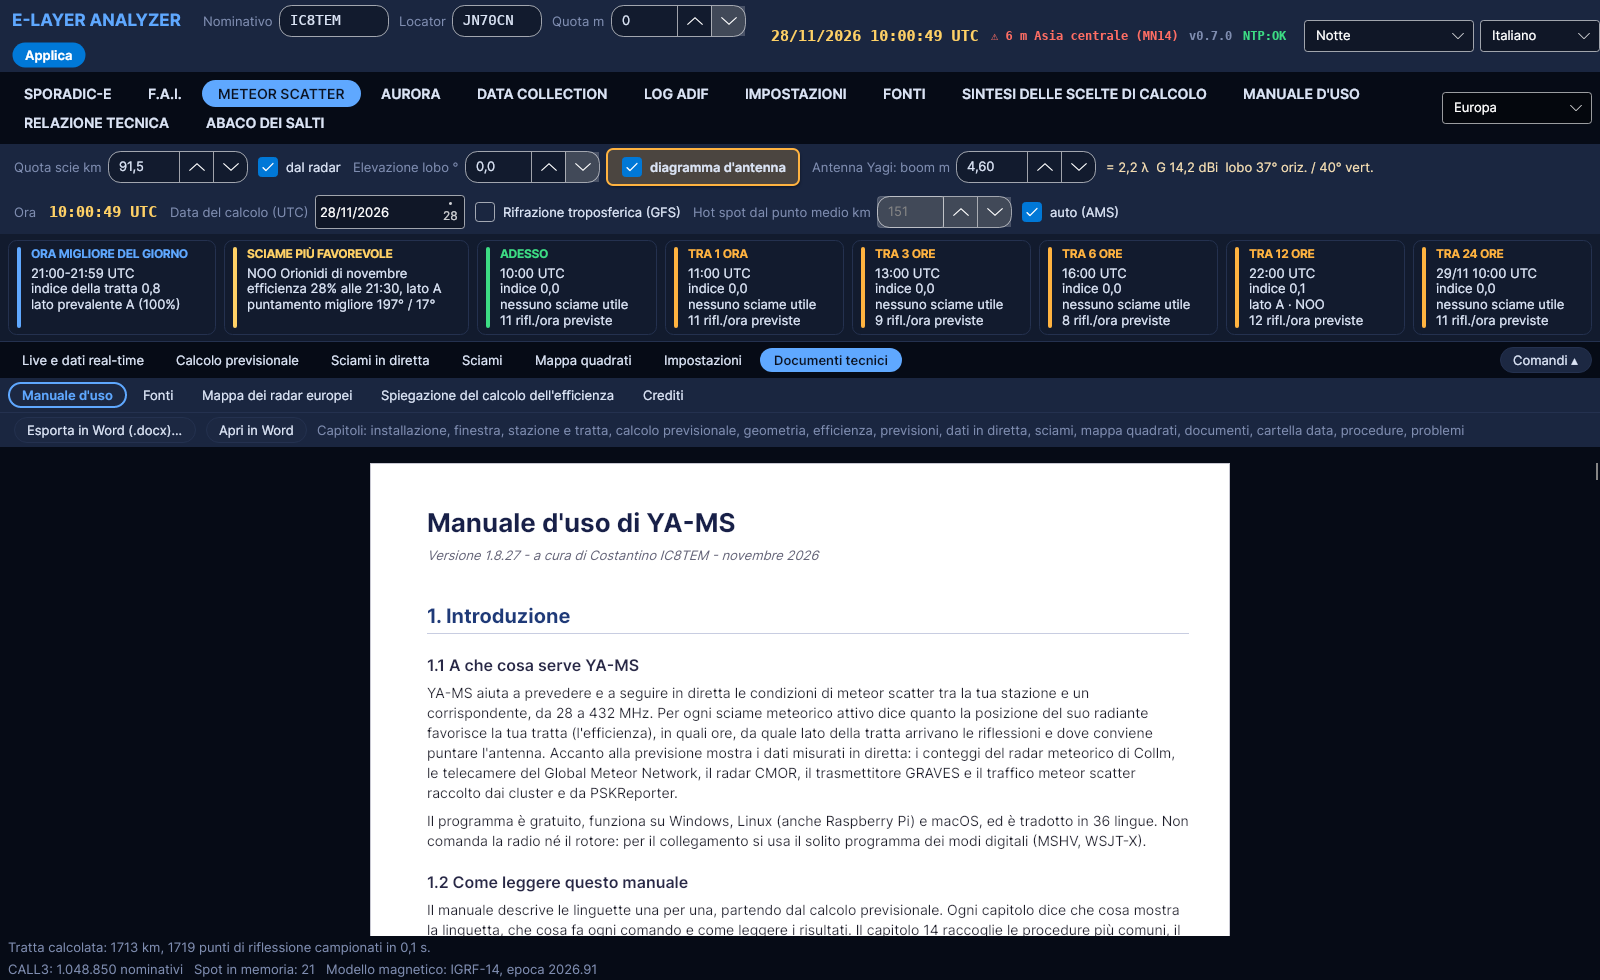 E-LAYER ANALYZER
Nominativo IC8TEM Locator JN70CN Quota m 0
Applica
28/11/2026 10:00:49 UTC ⚠ 6 m Asia centrale (MN14) v0.7.0 NTP:OK Notte Italiano
SPORADIC-E F.A.I. METEOR SCATTER AURORA DATA COLLECTION LOG ADIF IMPOSTAZIONI FONTI SINTESI DELLE SCELTE DI CALCOLO MANUALE D'USO
RELAZIONE TECNICA ABACO DEI SALTI
Europa
Quota scie km 91,5 dal radar Elevazione lobo ° 0,0 diagramma d'antenna Antenna Yagi: boom m 4,60 = 2,2 λ G 14,2 dBi lobo 37° oriz. / 40° vert.
Ora 10:00:49 UTC Data del calcolo (UTC) 28/11/2026 28 Rifrazione troposferica (GFS) Hot spot dal punto medio km 151 auto (AMS)
ORA MIGLIORE DEL GIORNO
21:00-21:59 UTC
indice della tratta 0,8
lato prevalente A (100%)
SCIAME PIÙ FAVOREVOLE
NOO Orionidi di novembre
efficienza 28% alle 21:30, lato A
puntamento migliore 197° / 17°
ADESSO
10:00 UTC
indice 0,0
nessuno sciame utile
11 rifl./ora previste
TRA 1 ORA
11:00 UTC
indice 0,0
nessuno sciame utile
11 rifl./ora previste
TRA 3 ORE
13:00 UTC
indice 0,0
nessuno sciame utile
9 rifl./ora previste
TRA 6 ORE
16:00 UTC
indice 0,0
nessuno sciame utile
8 rifl./ora previste
TRA 12 ORE
22:00 UTC
indice 0,1
lato A · NOO
12 rifl./ora previste
TRA 24 ORE
29/11 10:00 UTC
indice 0,0
nessuno sciame utile
11 rifl./ora previste
Live e dati real-time Calcolo previsionale Sciami in diretta Sciami Mappa quadrati Impostazioni Documenti tecnici Comandi ▴
Manuale d'uso Fonti Mappa dei radar europei Spiegazione del calcolo dell'efficienza Crediti
Esporta in Word (.docx)... Apri in Word Capitoli: installazione, finestra, stazione e tratta, calcolo previsionale, geometria, efficienza, previsioni, dati in diretta, sciami, mappa quadrati, documenti, cartella data, procedure, problemi
Manuale d'uso di YA-MS
Versione 1.8.27 - a cura di Costantino IC8TEM - novembre 2026
1. Introduzione
1.1 A che cosa serve YA-MS
YA-MS aiuta a prevedere e a seguire in diretta le condizioni di meteor scatter tra la tua stazione e un
corrispondente, da 28 a 432 MHz. Per ogni sciame meteorico attivo dice quanto la posizione del suo radiante
favorisce la tua tratta (l'efficienza), in quali ore, da quale lato della tratta arrivano le riflessioni e dove conviene
puntare l'antenna. Accanto alla previsione mostra i dati misurati in diretta: i conteggi del radar meteorico di Collm,
le telecamere del Global Meteor Network, il radar CMOR, il trasmettitore GRAVES e il traffico meteor scatter
raccolto dai cluster e da PSKReporter.
Il programma è gratuito, funziona su Windows, Linux (anche Raspberry Pi) e macOS, ed è tradotto in 36 lingue. Non
comanda la radio né il rotore: per il collegamento si usa il solito programma dei modi digitali (MSHV, WSJT-X).
1.2 Come leggere questo manuale
Il manuale descrive le linguette una per una, partendo dal calcolo previsionale. Ogni capitolo dice che cosa mostra
la linguetta, che cosa fa ogni comando e come leggere i risultati. Il capitolo 14 raccoglie le procedure più comuni, il
Tratta calcolata: 1713 km, 1719 punti di riflessione campionati in 0,1 s.
CALL3: 1.048.850 nominativi Spot in memoria: 21 Modello magnetico: IGRF-14, epoca 2026.91